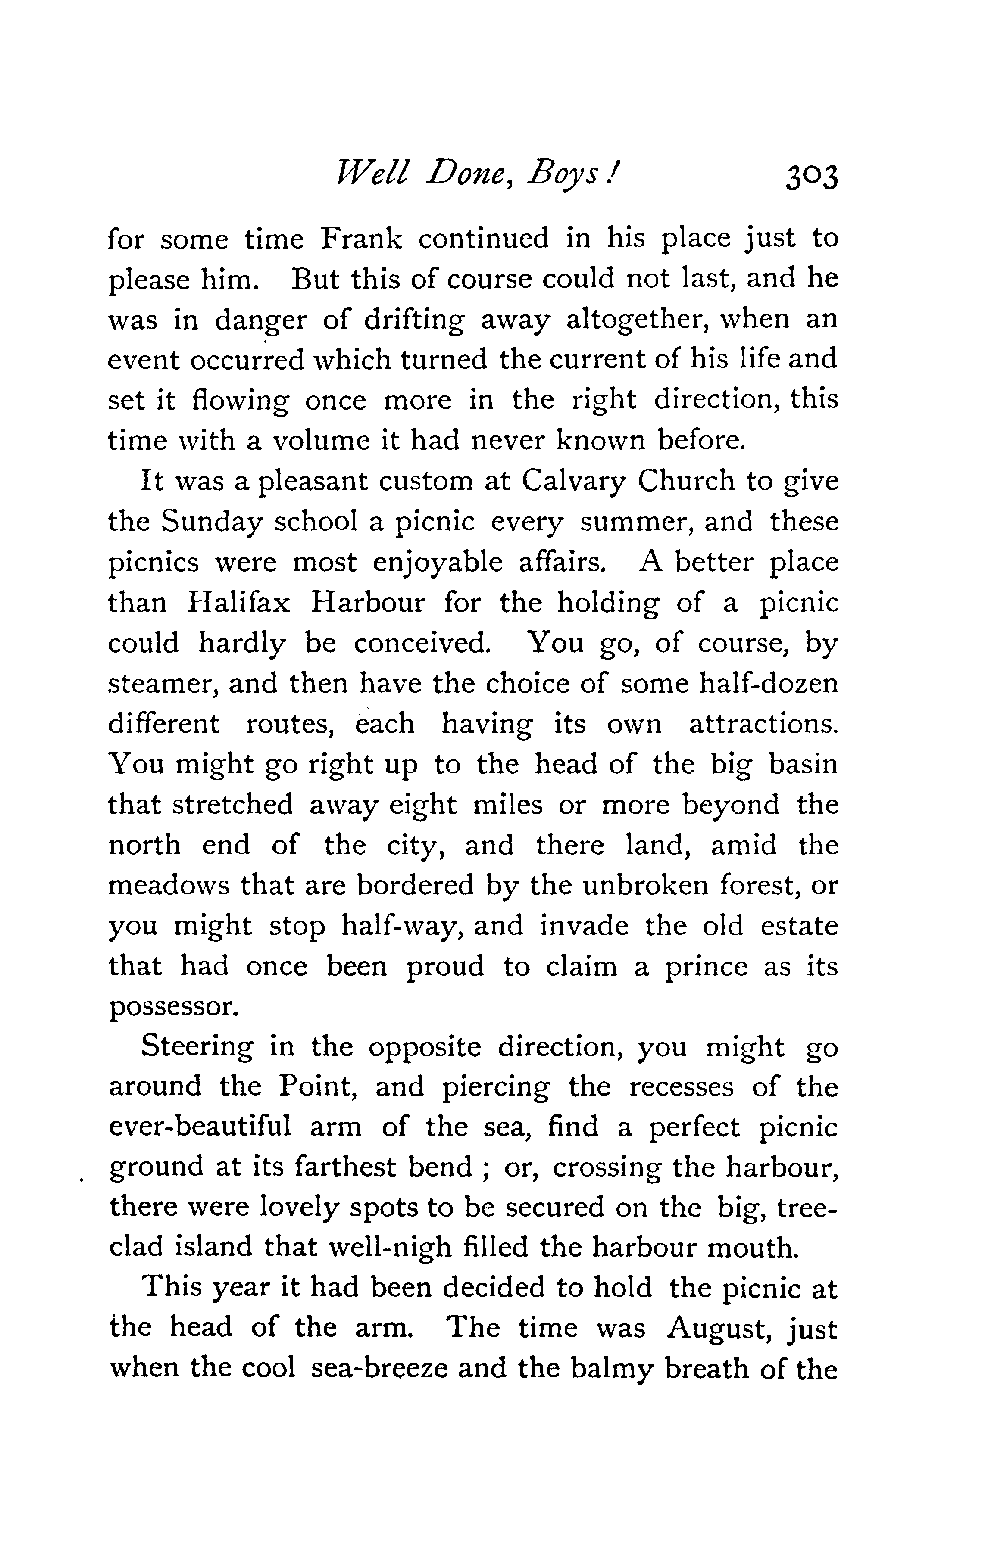 Well Done, Boys ! 303
for some time Frank continued in his place just to
please him. But this of course could not last, and he
was in danger of drifting away altogether, when an
event occurred which turned the current of his life and
set it flowing once more in the right direction, this
time with a volume it had never known before.
It was a pleasant custom at Calvary Church to give
the Sunday school a picnic every summer, and these
picnics were most enjoyable affairs. A better place
than Halifax Harbour for the holding of a picnic
could hardly be conceived. You go, of course, by
steamer, and then have the choice of some half-dozen
different routes, each having its own attractions.
You might go right up to the head of the big basin
that stretched away eight miles or more beyond the
north end of the city, and there land, amid the
meadows that are bordered by the unbroken forest, or
you might stop half-way, and invade the old estate
that had once been proud to claim a prince as its
possessor.
Steering in the opposite direction, you might go
around the Point, and piercing the recesses of the
ever-beautiful arm of the sea, find a perfect picnic
ground at its farthest bend ; or, crossing the harbour,
there were lovely spots to be secured on the big, tree-
clad island that well-nigh filled the harbour mouth.
This year it had been decided to hold the picnic at
the head of the arm. The time was August, just
when the cool sea-breeze and the balmy breath of the